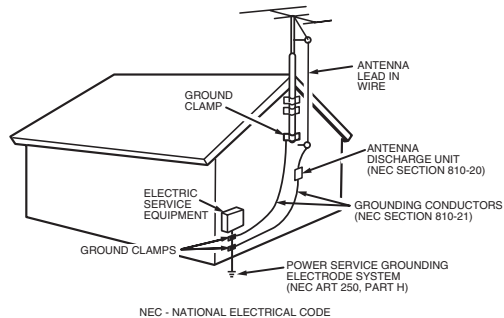 ANTENNA
LEAD IN
WIRE
GROUND
CLAMP
ANTENNA
DISCHARGE UNIT
(NEC SECTION 810-20)
ELECTRIC
SERVICE
EQUIPMENT
GROUNDING CONDUCTORS
(NEC SECTION 810-21)
GROUND CLAMPS
POWER SERVICE GROUNDING
ELECTRODE SYSTEM
(NEC ART 250, PART H)
NEC - NATIONAL ELECTRICAL CODE